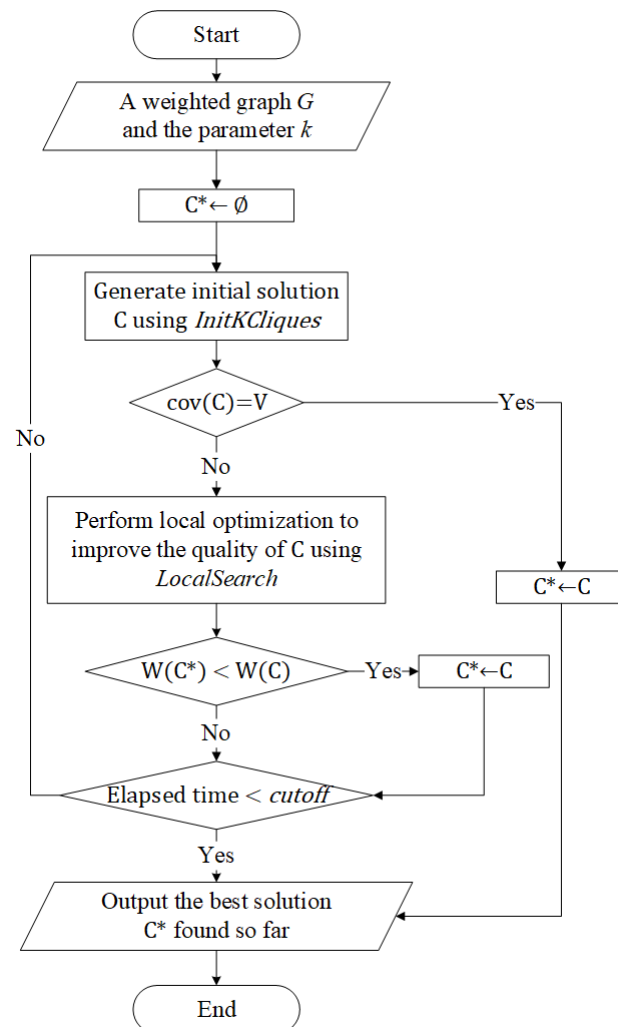 Start
A weighted graph G
and the parameter k
C*←∅
Generate initial solution
C using InitKCliques
cov(C)=V
Yes
No
No
Perform local optimization to
improve the quality of C using
LocalSearch
C*←C
W(C*) < W(C)
Yes
C*←C
No
Elapsed time < cutoff
Yes
Output the best solution
C* found so far
End